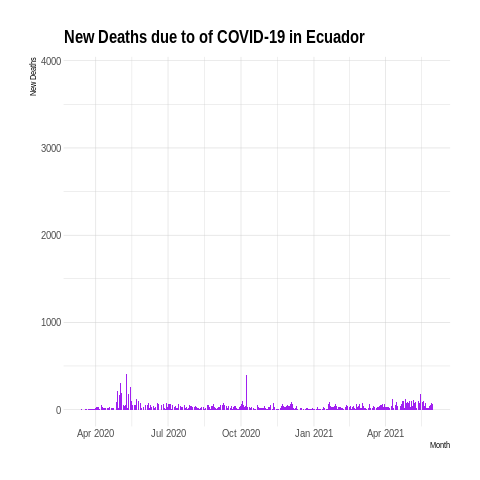 New Deaths due to of COVID-19 in Ecuador
New Deaths
4000
3000
2000
1000
0
Apr 2020 Jul 2020 Oct 2020 Jan 2021 Apr 2021
Month